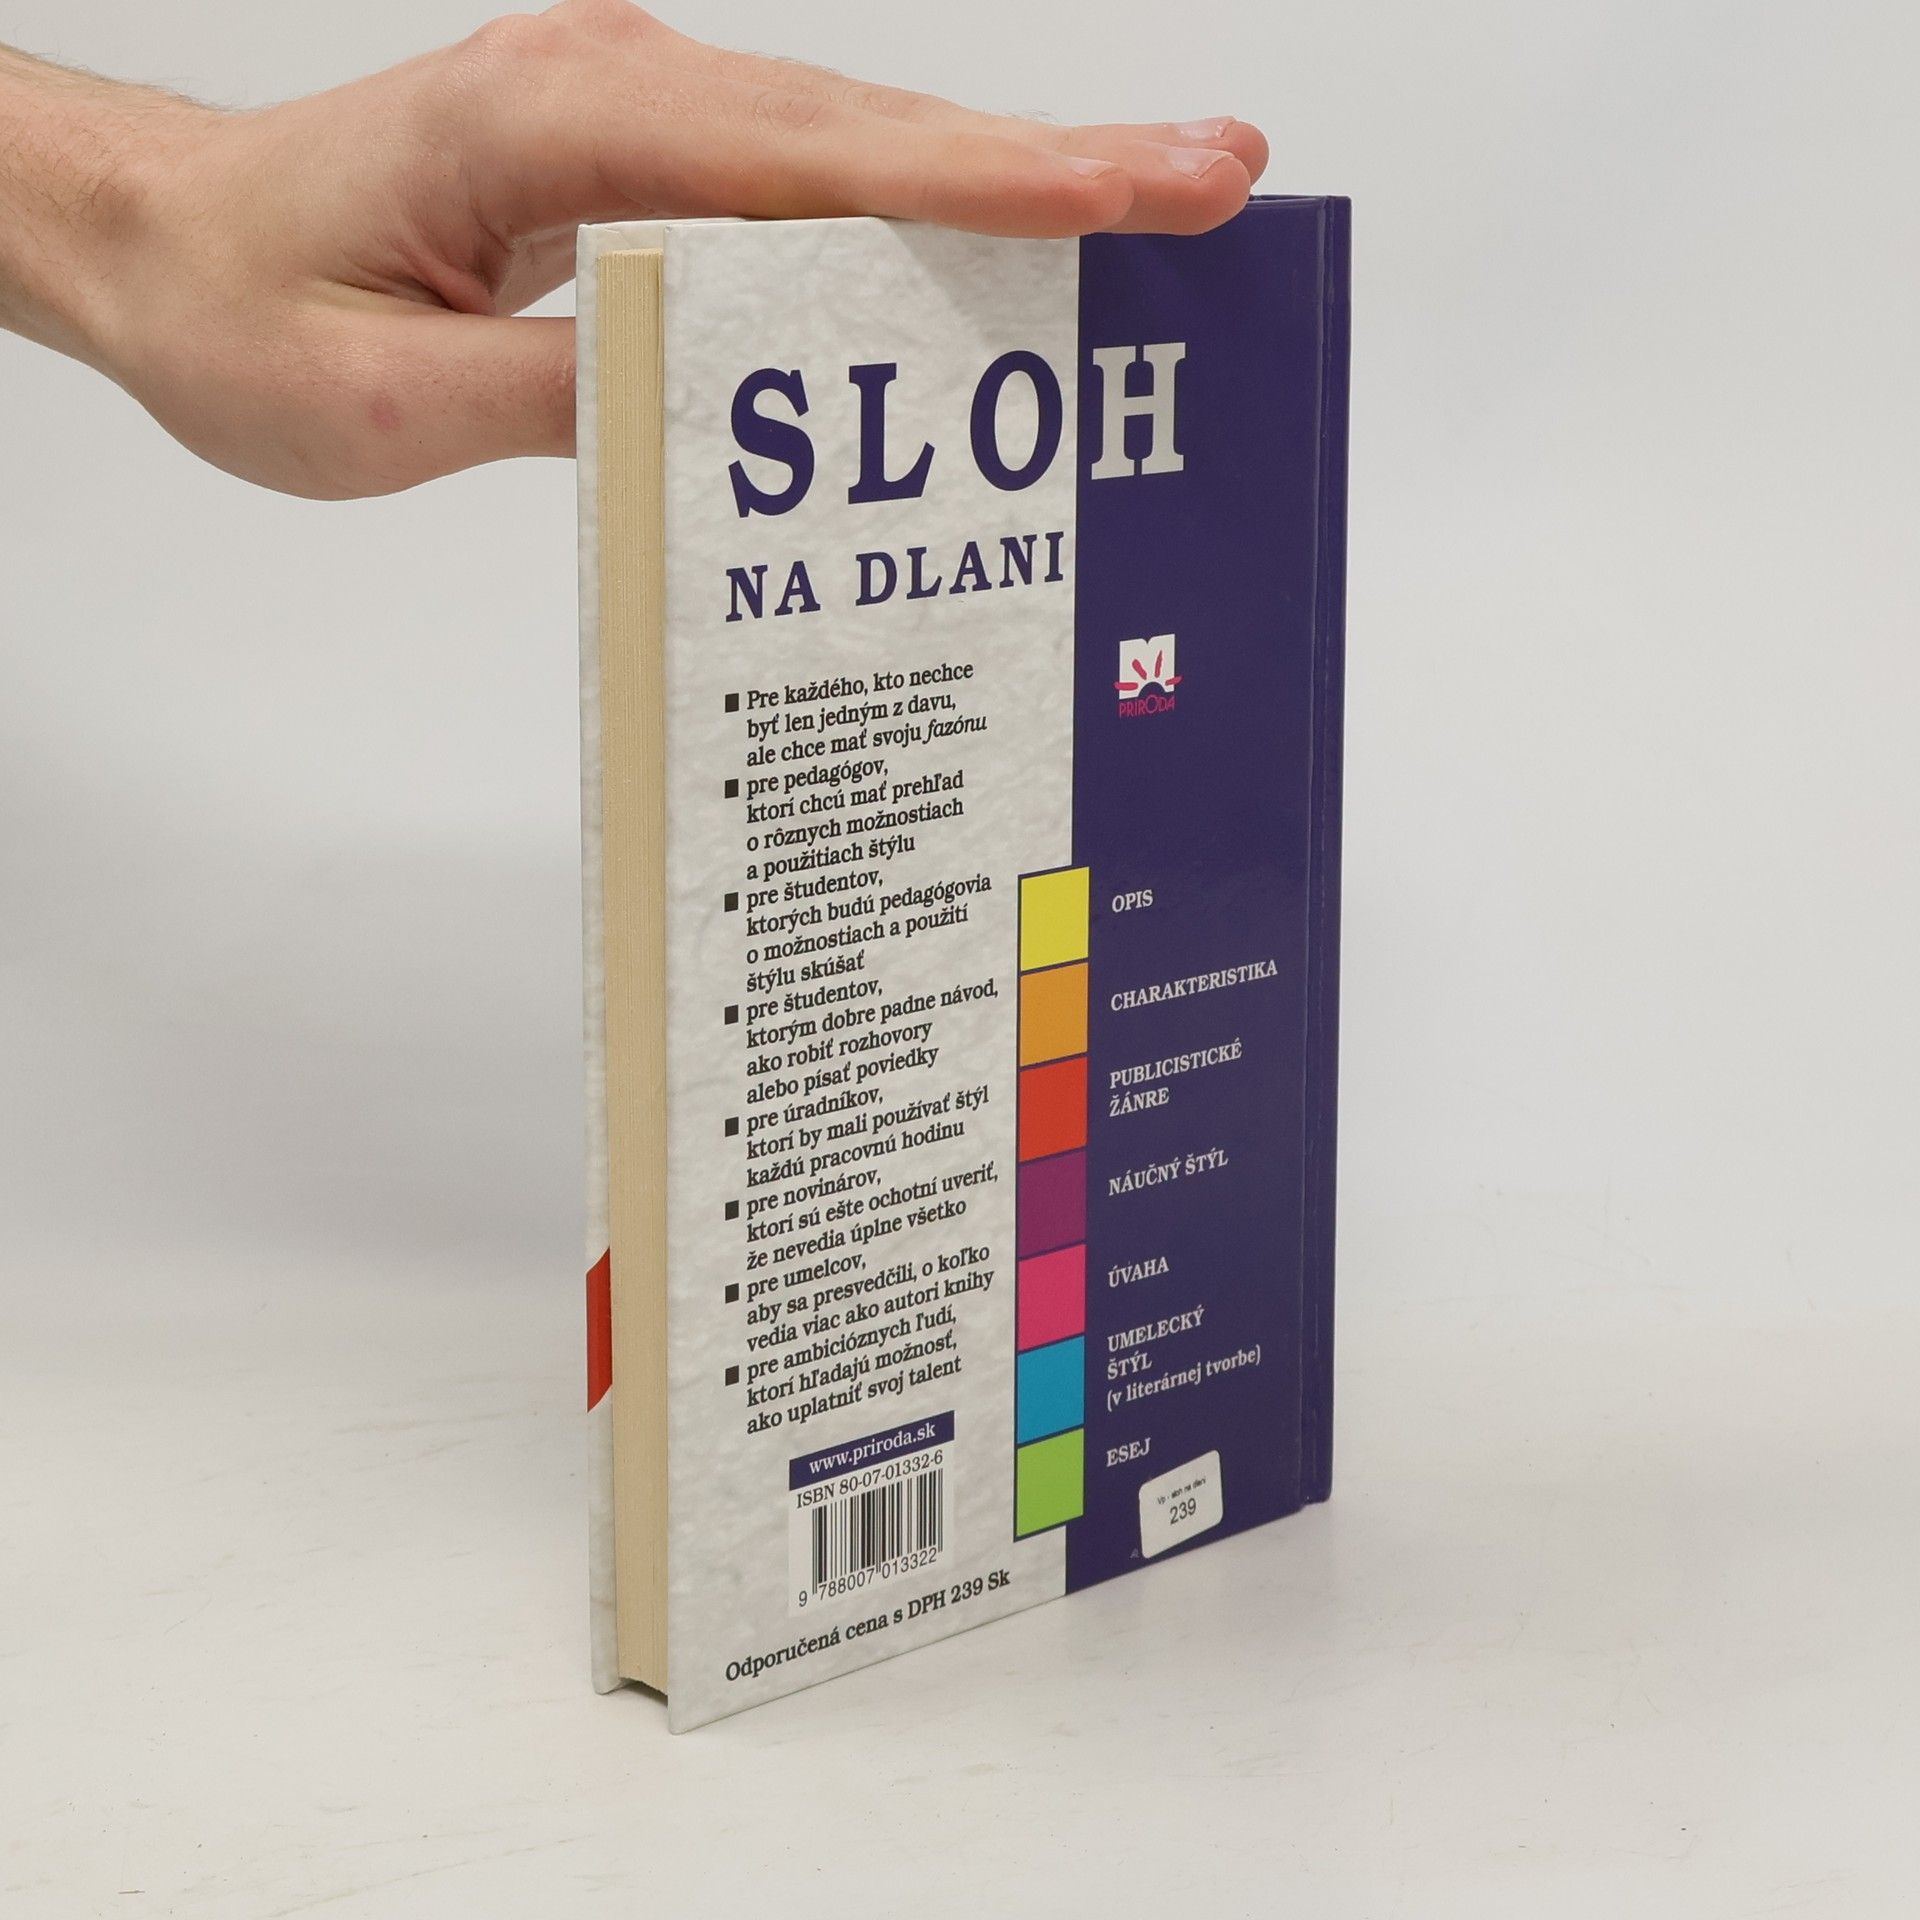 SLOH
NA DLANI
PRÍRODA
Pre každého, kto nechce
byť len jedným z davu,
ale chce mať svoju fazónu
pre pedagógov,
ktorí chcú mať prehľad
o rôznych možnostiach
a použitiach štýlu
pre študentov,
ktorých budú pedagógovia
o možnostiach a použití
štýlu skúšať
pre študentov,
ktorým dobre padne návod,
ako robiť rozhovory
alebo písať poviedky
pre úradníkov,
ktorí by mali používať štýl
každú pracovnú hodinu
pre novinárov,
ktorí sú ešte ochotní uveriť,
že nevedia úplne všetko
pre umelcov,
aby sa presvedčili, o koľko
vedia viac ako autori knihy
pre ambicióznych ľudí,
ktorí hľadajú možnosť,
ako uplatniť svoj talent
OPIS
CHARAKTERISTIKA
PUBLICISTICKÉ
ŽÁNRE
NÁUČNÝ ŠTÝL
ÚVAHA
UMELECKÝ
ŠTÝL
(v literárnej tvorbe)
ESEJ
www.priroda.sk
ISBN 80-07-01332-6
9 788007 013322
Odporučená cena s DPH 239 Sk
Vp - sloh na dlani
239